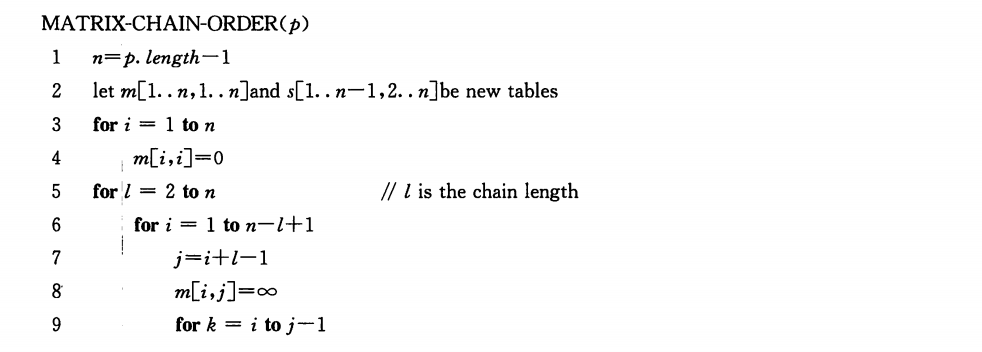 MATRIX-CHAIN-ORDER(p)
1 n=p. length-1
2 let m[1..n,1..n]and s[1..n-1,2..n]be new tables
3 for i = 1 to n
4 m[i,i]=0
5 for l = 2 to n // l is the chain length
6 for i = 1 to n-l+1
7 j=i+l-1
8 m[i,j]=∞
9 for k = i to j-1